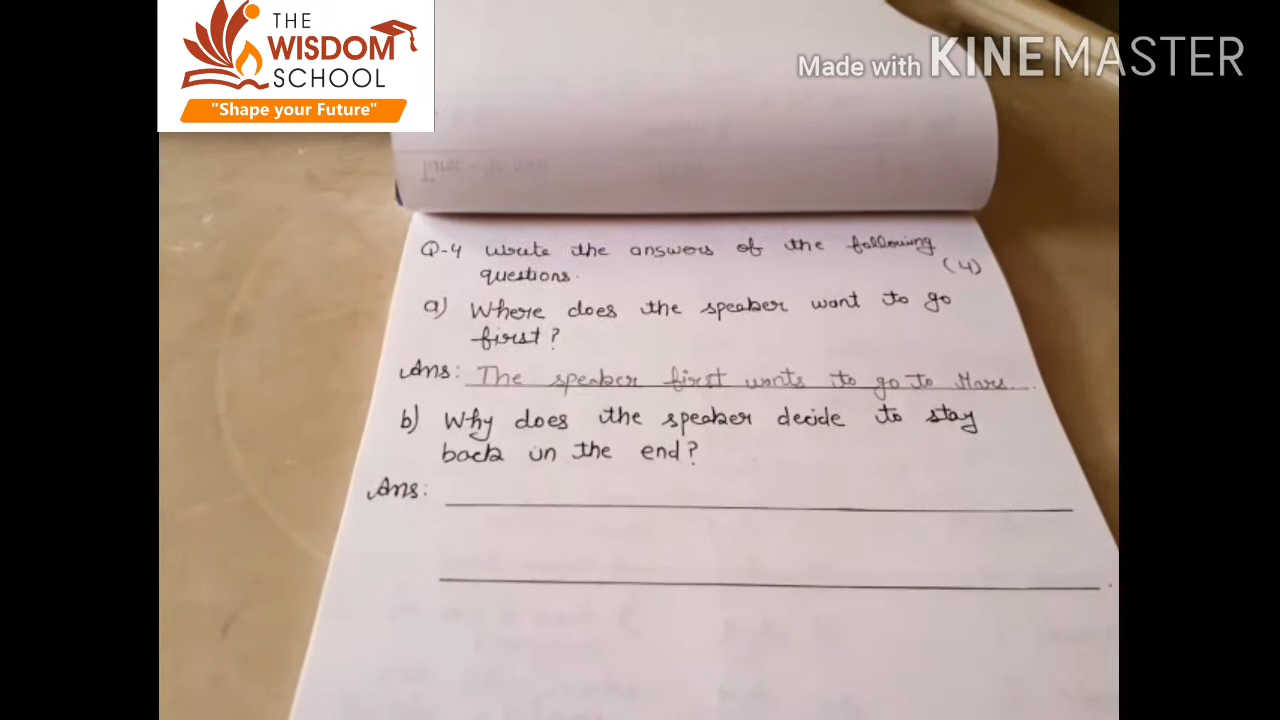 THE
WISDOM
SCHOOL
"Shape your Future"
Made with KINEMASTER
Q-4 Write the answers of the following
questions. (4)
a) Where does the speaker want to go
first?
Ans: The speaker first wants to go to Mars.
b) Why does the speaker decide to stay
back in the end?
Ans: